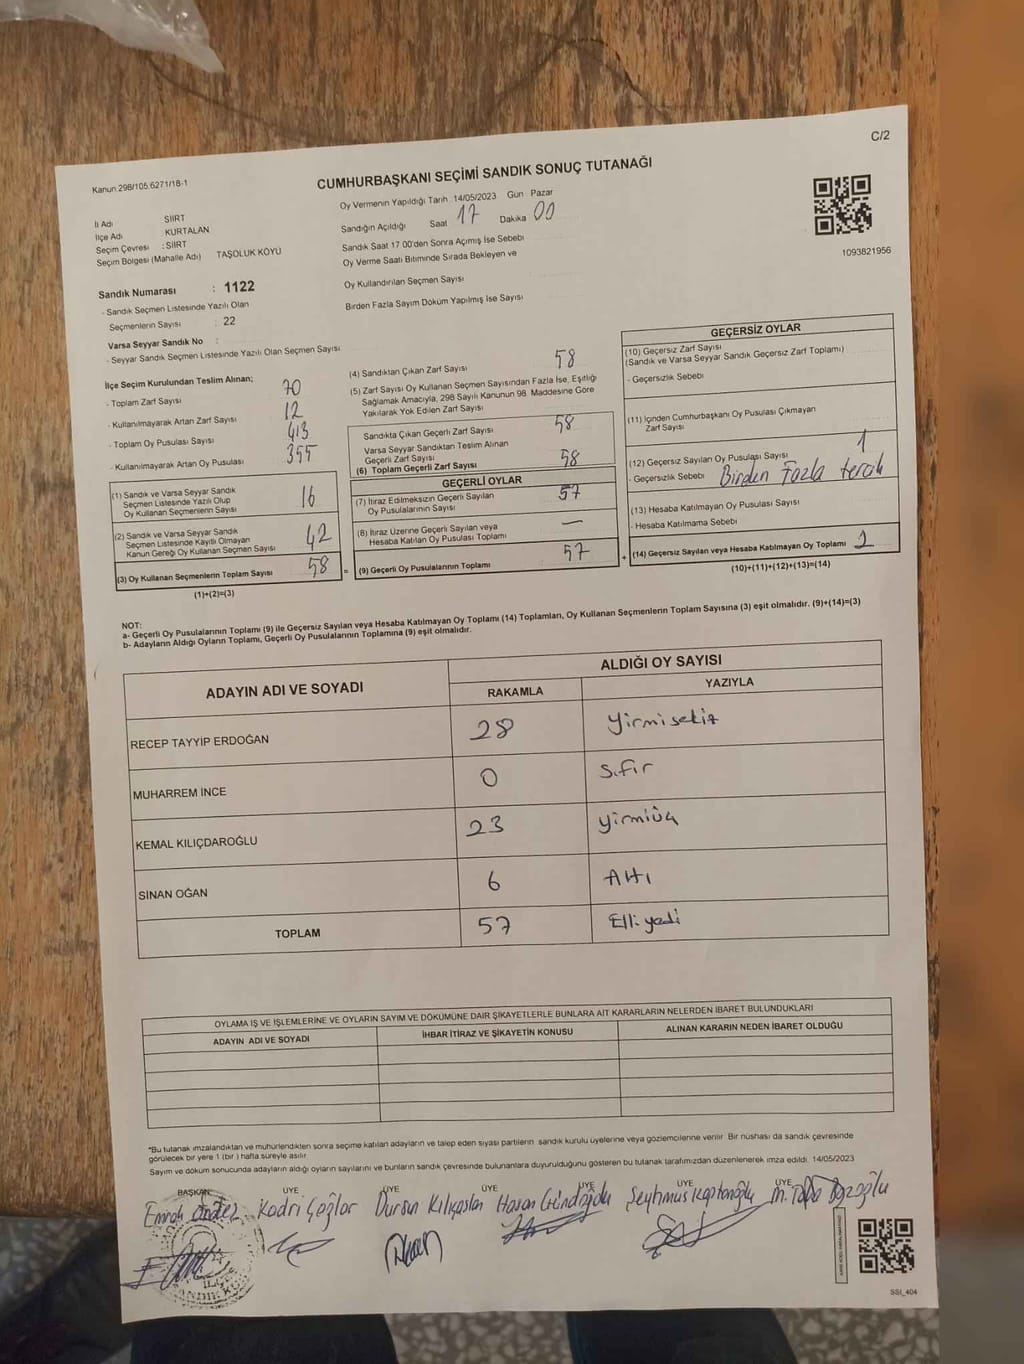 C/2
Kanun.298/105.6271/18-1
CUMHURBAŞKANI SEÇİMİ SANDIK SONUÇ TUTANAĞI
Oy Vermenin Yapıldığı Tarih :14/05/2023 Gün Pazar
İl Adı SİİRT
İlçe Adı KURTALAN
Seçim Çevresi :SİİRT
Seçim Bölgesi (Mahalle Adı) TAŞOLUK KÖYÜ
Sandığın Açıldığı Saat 17 Dakika 00
Sandık Saat 17.00'den Sonra Açımış İse Sebebi
Oy Verme Saati Bitiminde Sırada Bekleyen ve
Oy Kullandırılan Seçmen Sayısı
Birden Fazla Sayım Döküm Yapılmış İse Sayısı
1093821956
Sandık Numarası : 1122
- Sandık Seçmen Listesinde Yazılı Olan
Seçmenlerin Sayısı : 22
Varsa Seyyar Sandık No :
- Seyyar Sandık Seçmen Listesinde Yazılı Olan Seçmen Sayısı
İlçe Seçim Kurulundan Teslim Alınan;
- Toplam Zarf Sayısı 70
- Kullanılmayarak Artan Zarf Sayısı 12
- Toplam Oy Pusulası Sayısı 413
- Kullanılmayarak Artan Oy Pusulası 355
(1) Sandık ve Varsa Seyyar Sandık
Seçmen Listesinde Yazılı Olup
Oy Kullanan Seçmenlerin Sayısı 16
(2) Sandık ve Varsa Seyyar Sandık
Seçmen Listesinde Kayıtlı Olmayan
Kanun Gereği Oy Kullanan Seçmen Sayısı 42
(3) Oy Kullanan Seçmenlerin Toplam Sayısı 58 =
(1)+(2)=(3)
(4) Sandıktan Çıkan Zarf Sayısı 58
(5) Zarf Sayısı Oy Kullanan Seçmen Sayısından Fazla İse, Eşitliği
Sağlamak Amacıyla, 298 Sayılı Kanunun 98. Maddesine Göre
Yakılarak Yok Edilen Zarf Sayısı
Sandıkta Çıkan Geçerli Zarf Sayısı 58
Varsa Seyyar Sandıktan Teslim Alınan
Geçerli Zarf Sayısı
(6) Toplam Geçerli Zarf Sayısı 58
GEÇERLİ OYLAR
(7) İtiraz Edilmeksizin Geçerli Sayılan
Oy Pusulalarının Sayısı 57
(8) İtiraz Üzerine Geçerli Sayılan veya
Hesaba Katılan Oy Pusulası Toplamı —
(9) Geçerli Oy Pusulalarının Toplamı 57 +
GEÇERSİZ OYLAR
(10) Geçersiz Zarf Sayısı
(Sandık ve Varsa Seyyar Sandık Geçersiz Zarf Toplamı)
- Geçersizlik Sebebi
(11) İçinden Cumhurbaşkanı Oy Pusulası Çıkmayan
Zarf Sayısı
(12) Geçersiz Sayılan Oy Pusulası Sayısı 1
- Geçersizlik Sebebi Birden Fazla tercih
(13) Hesaba Katılmayan Oy Pusulası Sayısı
- Hesaba Katılmama Sebebi
(14) Geçersiz Sayılan veya Hesaba Katılmayan Oy Toplamı 1
(10)+(11)+(12)+(13)=(14)
NOT:
a- Geçerli Oy Pusulalarının Toplamı (9) ile Geçersiz Sayılan veya Hesaba Katılmayan Oy Toplamı (14) Toplamları, Oy Kullanan Seçmenlerin Toplam Sayısına (3) eşit olmalıdır. (9)+(14)=(3)
b- Adayların Aldığı Oyların Toplamı, Geçerli Oy Pusulalarının Toplamına (9) eşit olmalıdır.
ADAYIN ADI VE SOYADI ALDIĞI OY SAYISI
RAKAMLA YAZIYLA
RECEP TAYYİP ERDOĞAN 28 Yirmisekiz
MUHARREM İNCE 0 Sıfır
KEMAL KILIÇDAROĞLU 23 Yirmiüç
SİNAN OĞAN 6 Altı
TOPLAM 57 Elli yedi
OYLAMA İŞ VE İŞLEMLERİNE VE OYLARIN SAYIM VE DÖKÜMÜNE DAİR ŞİKAYETLERLE BUNLARA AİT KARARLARIN NELERDEN İBARET BULUNDUKLARI
ADAYIN ADI VE SOYADI İHBAR İTİRAZ VE ŞİKAYETİN KONUSU ALINAN KARARIN NEDEN İBARET OLDUĞU
*Bu tutanak imzalandıktan ve mühürlendikten sonra seçime katılan adayların ve talep eden siyasi partilerin sandık kurulu üyelerine veya gözlemcilerine verilir. Bir nüshası da sandık çevresinde
görülecek bir yere 1 (bir ) hafta süreyle asılır.
Sayım ve döküm sonucunda adayların aldığı oyların sayılarını ve bunların sandık çevresinde bulunanlara duyurulduğunu gösteren bu tutanak tarafımızdan düzenlenerek imza edildi. 14/05/2023
BAŞKAN ÜYE ÜYE ÜYE ÜYE ÜYE
Emrah Önder Kadri Çağlar Dursun Kılıçaslan Hasan Gündoğdu Şeyhmus Kaptanoğlu M. Bozoğlu
SSI_404